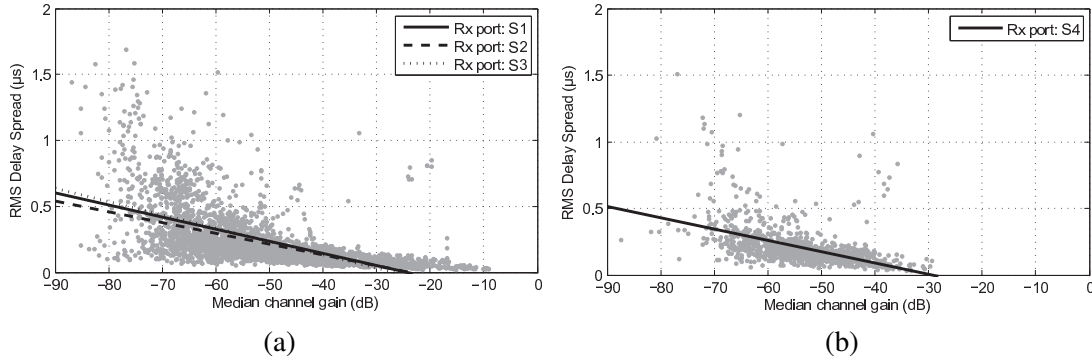 2
1.5
1
0.5
0
RMS Delay Spread (μs)
−90 −80 −70 −60 −50 −40 −30 −20 −10 0
Median channel gain (dB)
Rx port: S1
Rx port: S2
Rx port: S3
(a)
2
1.5
1
0.5
0
RMS Delay Spread (μs)
−90 −80 −70 −60 −50 −40 −30 −20 −10 0
Median channel gain (dB)
Rx port: S4
(b)